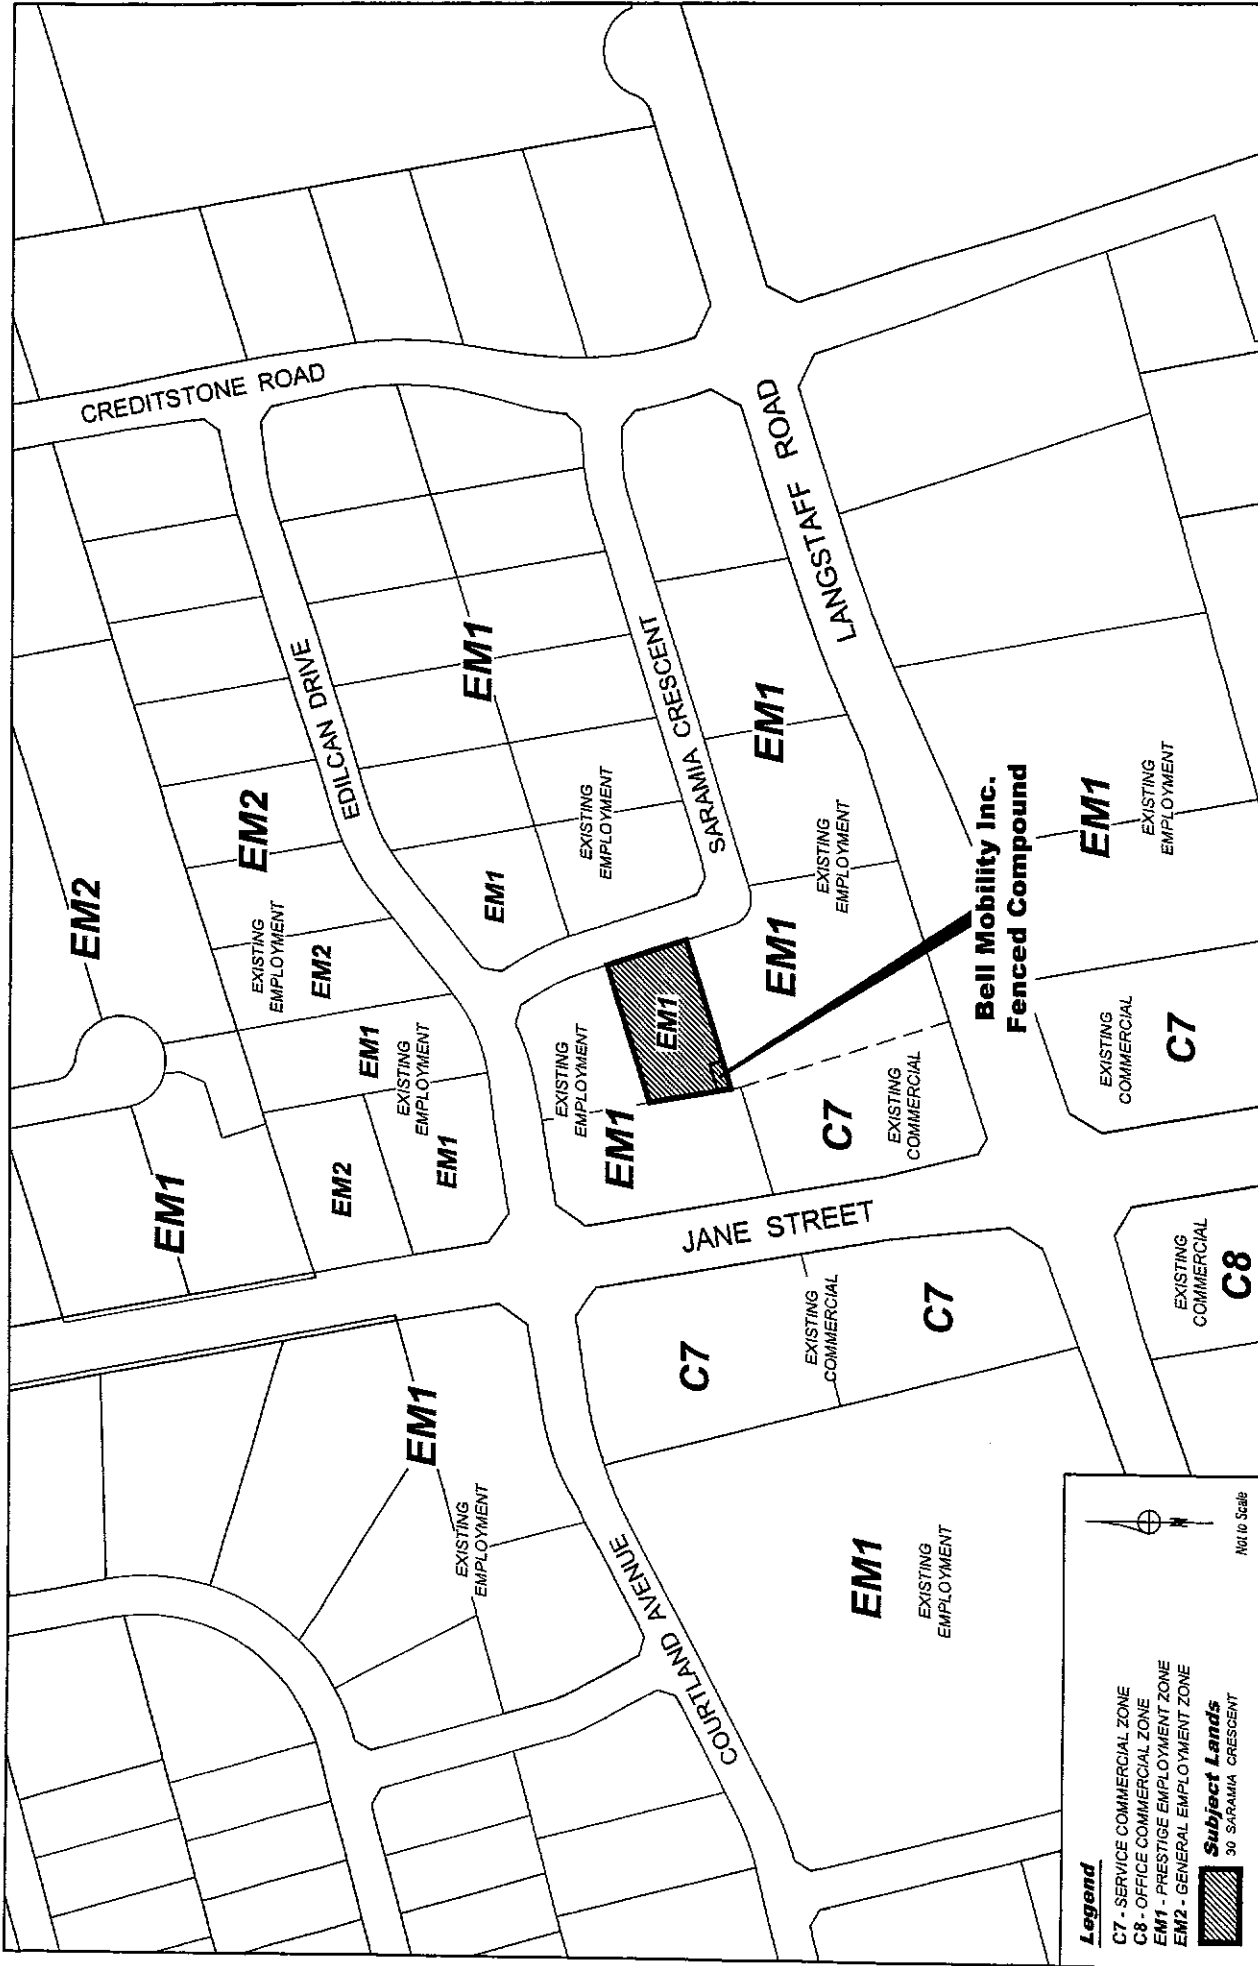 EM2
CREDITSTONE ROAD
EM1
EM2
EXISTING
EMPLOYMENT
EM2
EDILCAN DRIVE
EM2
EM1
EXISTING
EMPLOYMENT
EM1
EM1
EXISTING
EMPLOYMENT
EM1
EM1
EXISTING
EMPLOYMENT
SARAMIA CRESCENT
EXISTING
EMPLOYMENT
EM1
EM1
JANE STREET
C7
EXISTING
COMMERCIAL
C7
COURTLAND AVENUE
C7
EXISTING
COMMERCIAL
EM1
EM1
EXISTING
EMPLOYMENT
LANGSTAFF ROAD
EM1
EXISTING
EMPLOYMENT
Bell Mobility Inc.
Fenced Compound
EM1
EXISTING
EMPLOYMENT
EXISTING
COMMERCIAL
C7
EXISTING
COMMERCIAL
C8
Legend
C7 - SERVICE COMMERCIAL ZONE
C8 - OFFICE COMMERCIAL ZONE
EM1 - PRESTIGE EMPLOYMENT ZONE
EM2 - GENERAL EMPLOYMENT ZONE
Subject Lands
30 SARAMIA CRESCENT
N
Not to Scale